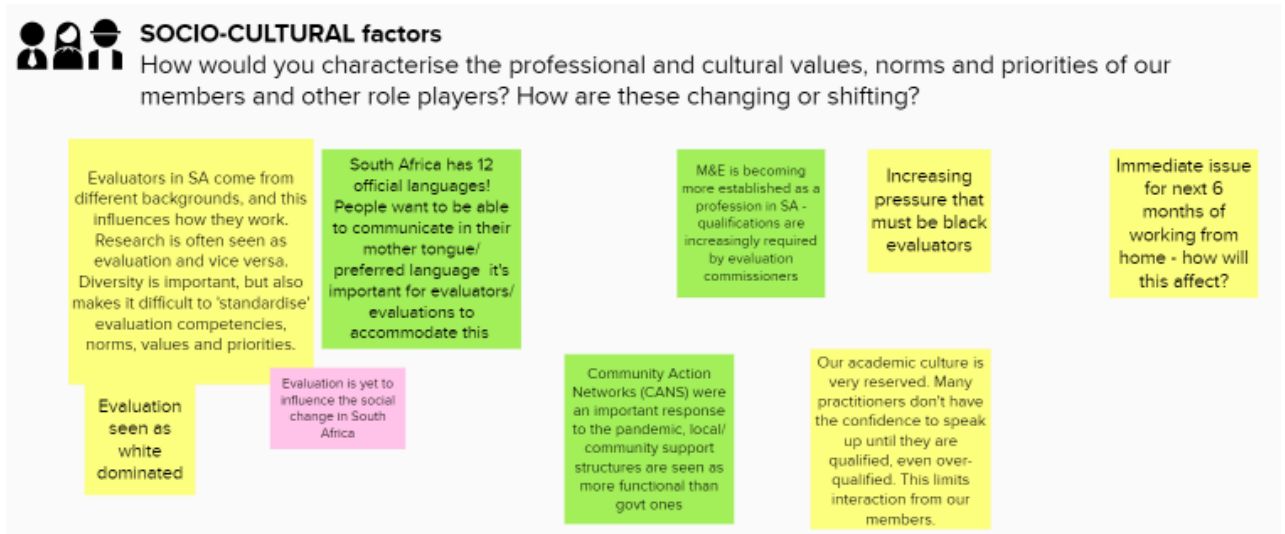 SOCIO-CULTURAL factors
How would you characterise the professional and cultural values, norms and priorities of our
members and other role players? How are these changing or shifting?
Evaluators in SA come from
different backgrounds, and this
influences how they work.
Research is often seen as
evaluation and vice versa.
Diversity is important, but also
makes it difficult to 'standardise'
evaluation competencies,
norms, values and priorities.
South Africa has 12
official languages!
People want to be able
to communicate in their
mother tongue/
preferred language it's
important for evaluators/
evaluations to
accommodate this
M&E is becoming
more established as a
profession in SA -
qualifications are
increasingly required
by evaluation
commissioners
Increasing
pressure that
must be black
evaluators
Immediate issue
for next 6
months of
working from
home - how will
this affect?
Evaluation
seen as
white
dominated
Evaluation is yet to
influence the social
change in South
Africa
Community Action
Networks (CANS) were
an important response
to the pandemic, local/
community support
structures are seen as
more functional than
govt ones
Our academic culture is
very reserved. Many
practitioners don't have
the confidence to speak
up until they are
qualified, even over-
qualified. This limits
interaction from our
members.